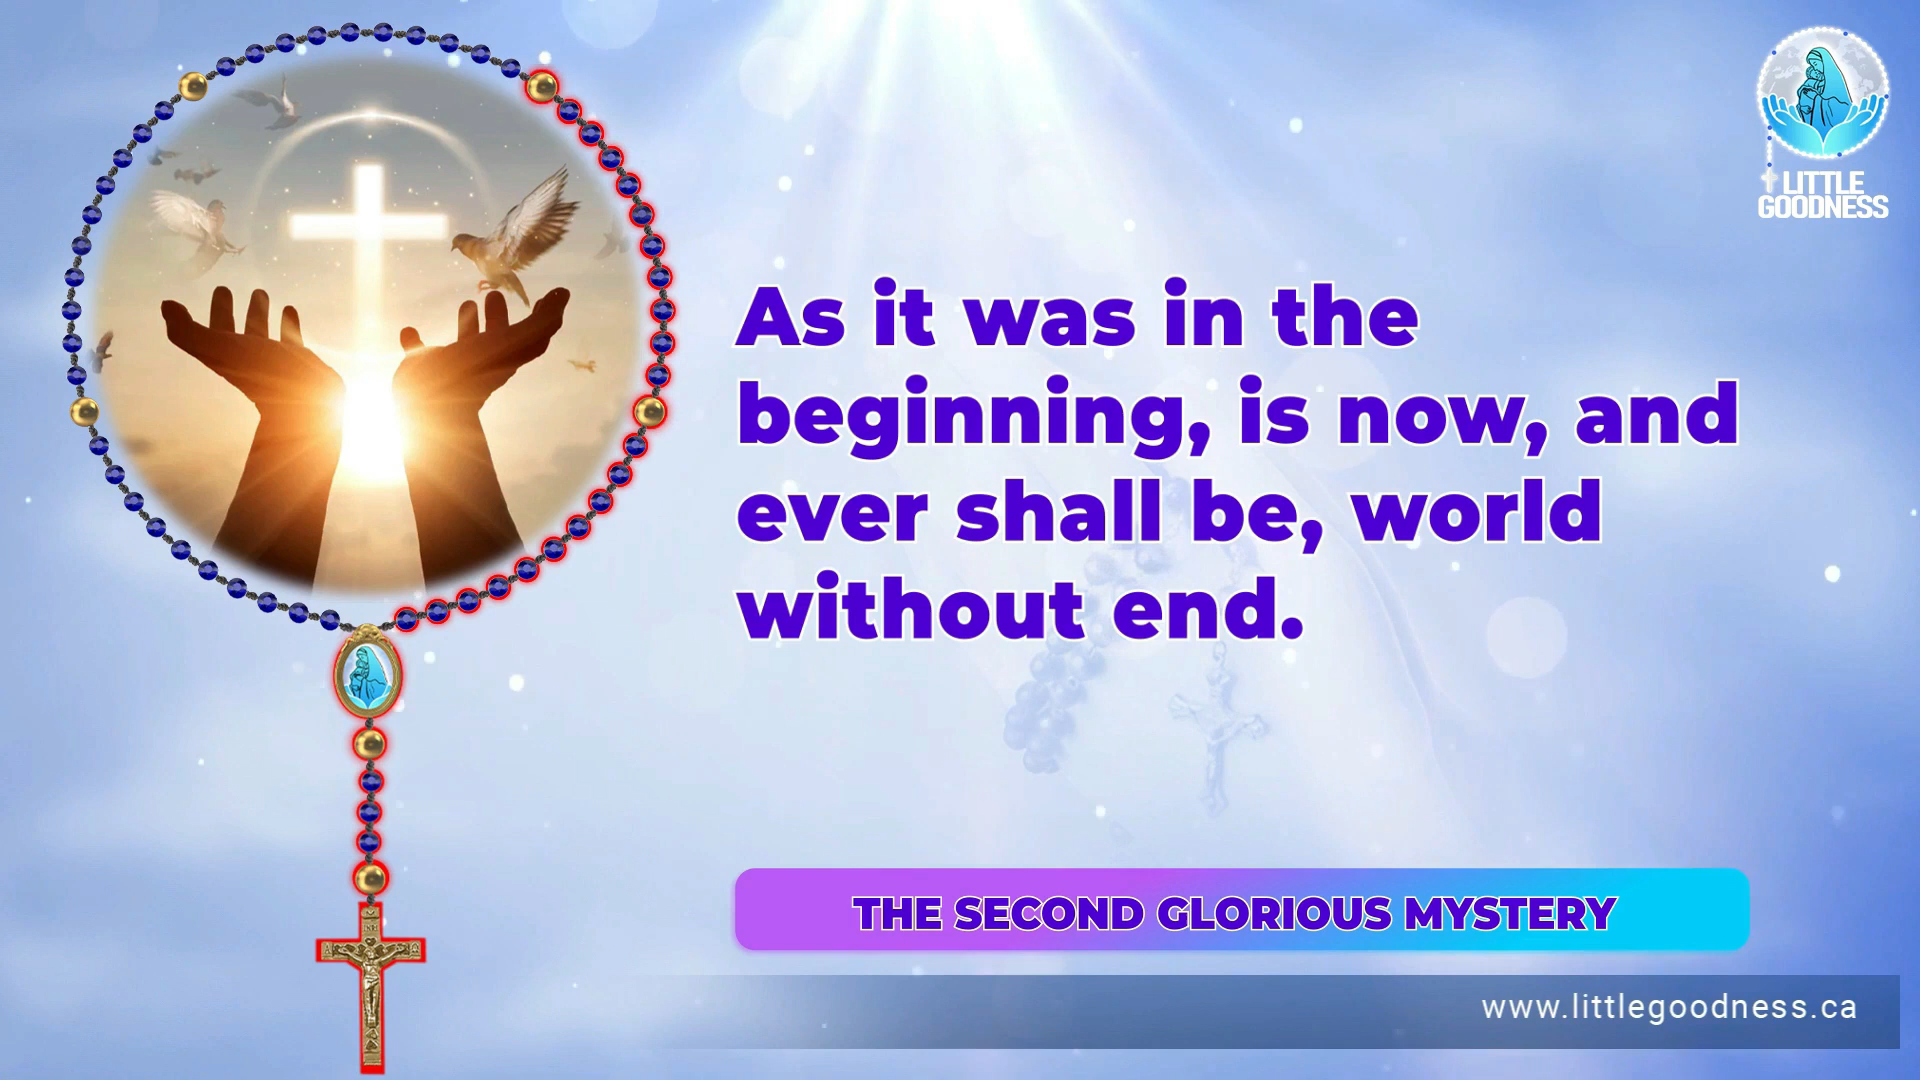 LITTLE
GOODNESS
As it was in the
beginning, is now, and
ever shall be, world
without end.
THE SECOND GLORIOUS MYSTERY
www.littlegoodness.ca
INRI